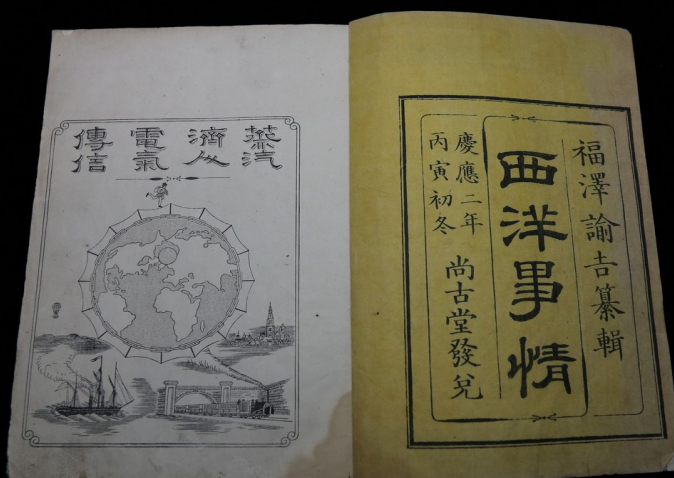 福澤諭吉纂輯
西洋事情
慶應二年
丙寅初冬
尚古堂發兌
蒸汽
濟人
電氣
傳信